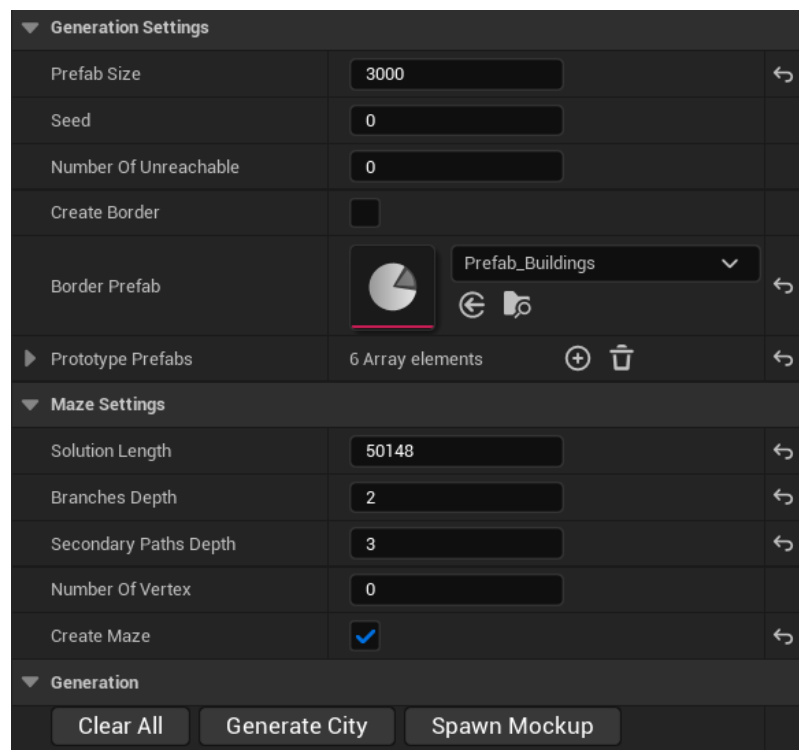 Generation Settings
Prefab Size 3000
Seed 0
Number Of Unreachable 0
Create Border
Border Prefab Prefab_Buildings
Prototype Prefabs 6 Array elements
Maze Settings
Solution Length 50148
Branches Depth 2
Secondary Paths Depth 3
Number Of Vertex 0
Create Maze
Generation
Clear All Generate City Spawn Mockup